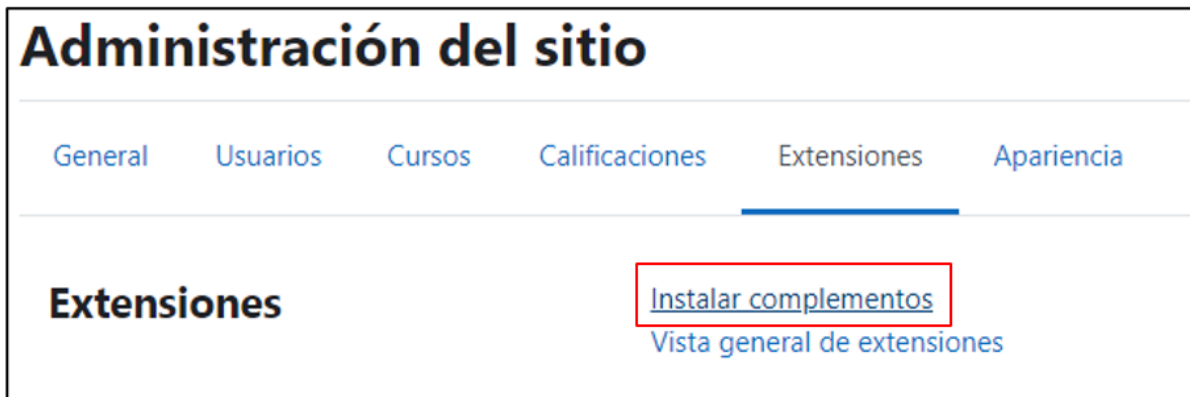 Administración del sitio
General Usuarios Cursos Calificaciones Extensiones Apariencia
Extensiones Instalar complementos
Vista general de extensiones